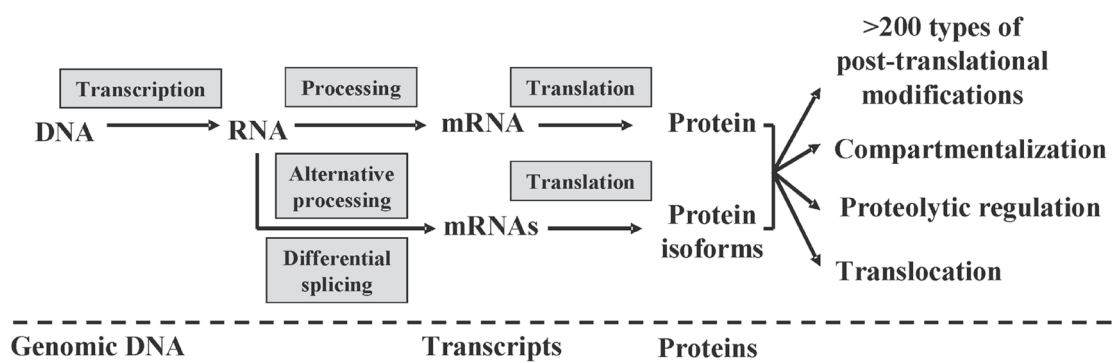 >200 types of
post-translational
modifications
Transcription
Processing
Translation
DNA
RNA
mRNA
Protein
Compartmentalization
Alternative
processing
Translation
mRNAs
Protein
isoforms
Proteolytic regulation
Differential
splicing
Translocation
Genomic DNA
Transcripts
Proteins